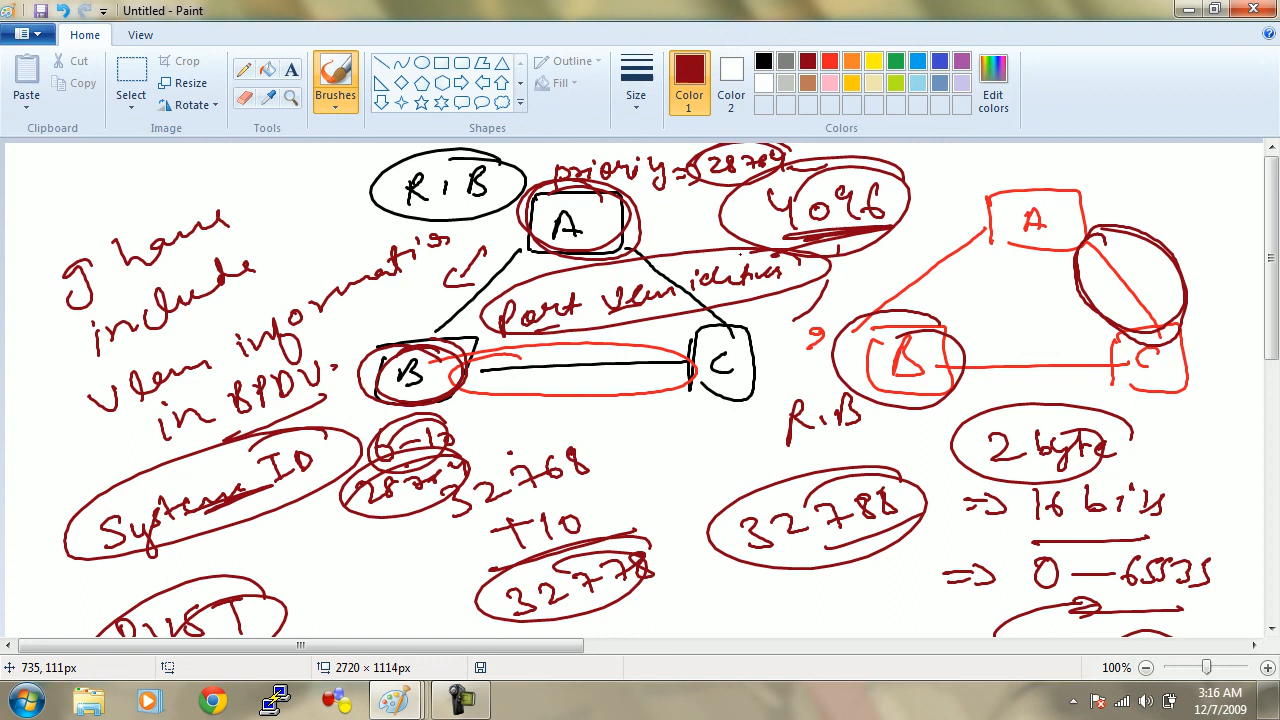 Untitled - Paint
Home
View
Paste
Cut
Copy
Clipboard
Select
Crop
Resize
Rotate
Image
Tools
Brushes
Shapes
Outline
Fill
Size
Color 1
Color 2
Edit colors
Colors
R.B
priority = 28764
4096
A
A
I have
include
vlan information
in BPDU
Port vlan
B
C
B
C
R.B
0-10
System ID
32768
+10
32778
32788
2 byte
=> 16 bits
=> 0 — 65535
735, 111px
2720 × 1114px
100%
3:16 AM
12/7/2009